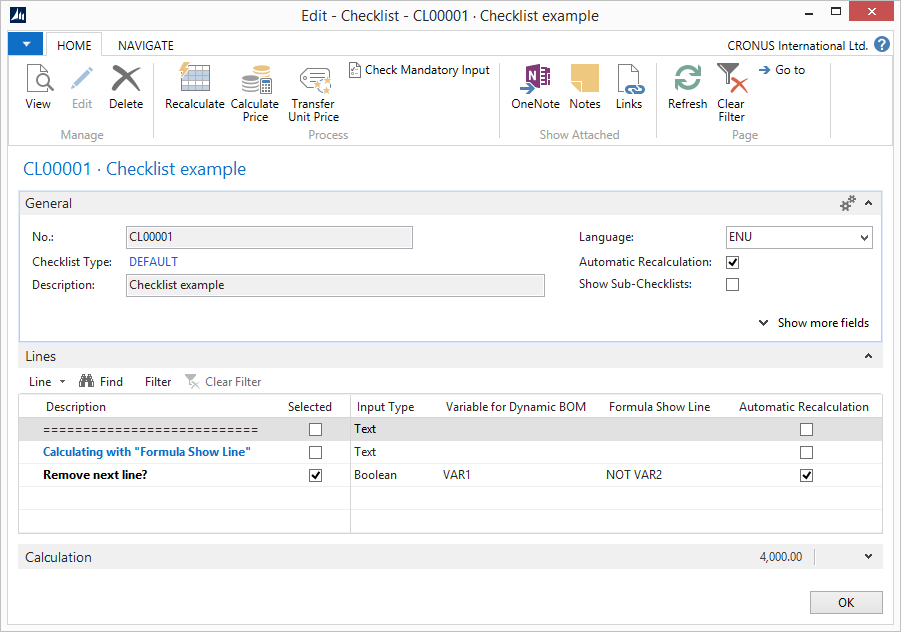 Edit - Checklist - CL00001 · Checklist example
HOME NAVIGATE CRONUS International Ltd. ?
View Edit Delete
Manage
Recalculate Calculate Price Transfer Unit Price Check Mandatory Input
Process
OneNote Notes Links
Show Attached
Refresh Clear Filter Go to
Page
CL00001 · Checklist example
General
No.: CL00001 Language: ENU
Checklist Type: DEFAULT Automatic Recalculation:
Description: Checklist example Show Sub-Checklists:
Show more fields
Lines
Line Find Filter Clear Filter
Description Selected Input Type Variable for Dynamic BOM Formula Show Line Automatic Recalculation
=========================== Text
Calculating with "Formula Show Line" Text
Remove next line? Boolean VAR1 NOT VAR2
Calculation 4,000.00
OK